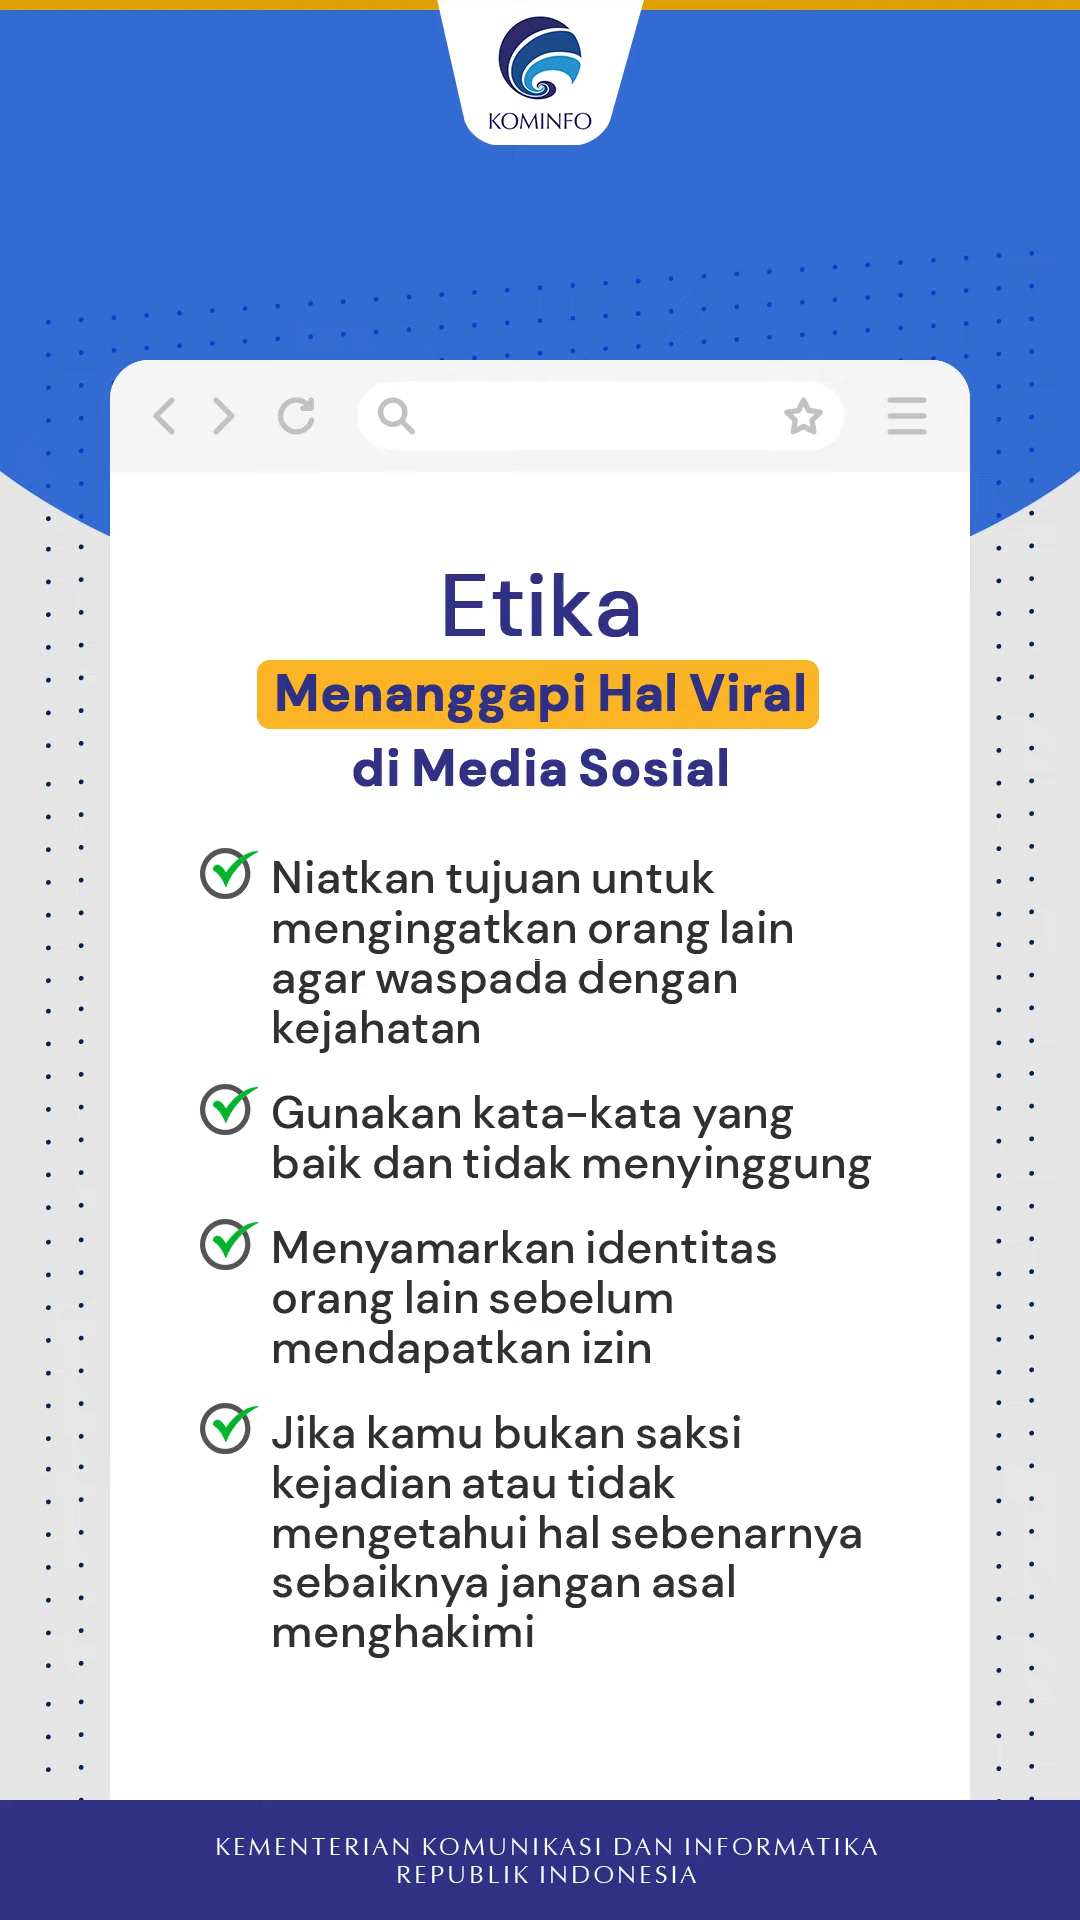 KOMINFO
Etika
Menanggapi Hal Viral
di Media Sosial
Niatkan tujuan untuk
mengingatkan orang lain
agar waspada dengan
kejahatan
Gunakan kata-kata yang
baik dan tidak menyinggung
Menyamarkan identitas
orang lain sebelum
mendapatkan izin
Jika kamu bukan saksi
kejadian atau tidak
mengetahui hal sebenarnya
sebaiknya jangan asal
menghakimi
KEMENTERIAN KOMUNIKASI DAN INFORMATIKA
REPUBLIK INDONESIA